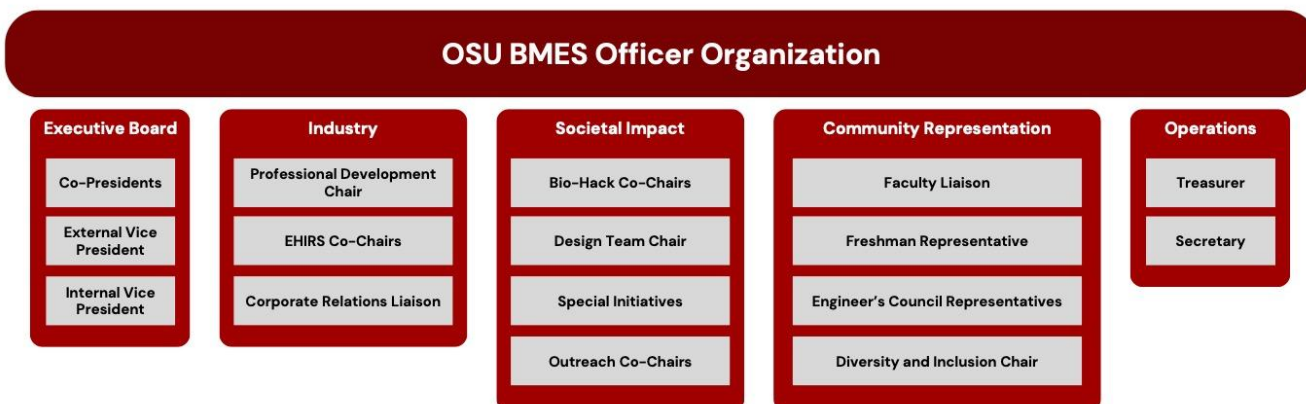 OSU BMES Officer Organization
Executive Board
Co-Presidents
External Vice
President
Internal Vice
President
Industry
Professional Development
Chair
EHIRS Co-Chairs
Corporate Relations Liaison
Societal Impact
Bio-Hack Co-Chairs
Design Team Chair
Special Initiatives
Outreach Co-Chairs
Community Representation
Faculty Liaison
Freshman Representative
Engineer's Council Representatives
Diversity and Inclusion Chair
Operations
Treasurer
Secretary